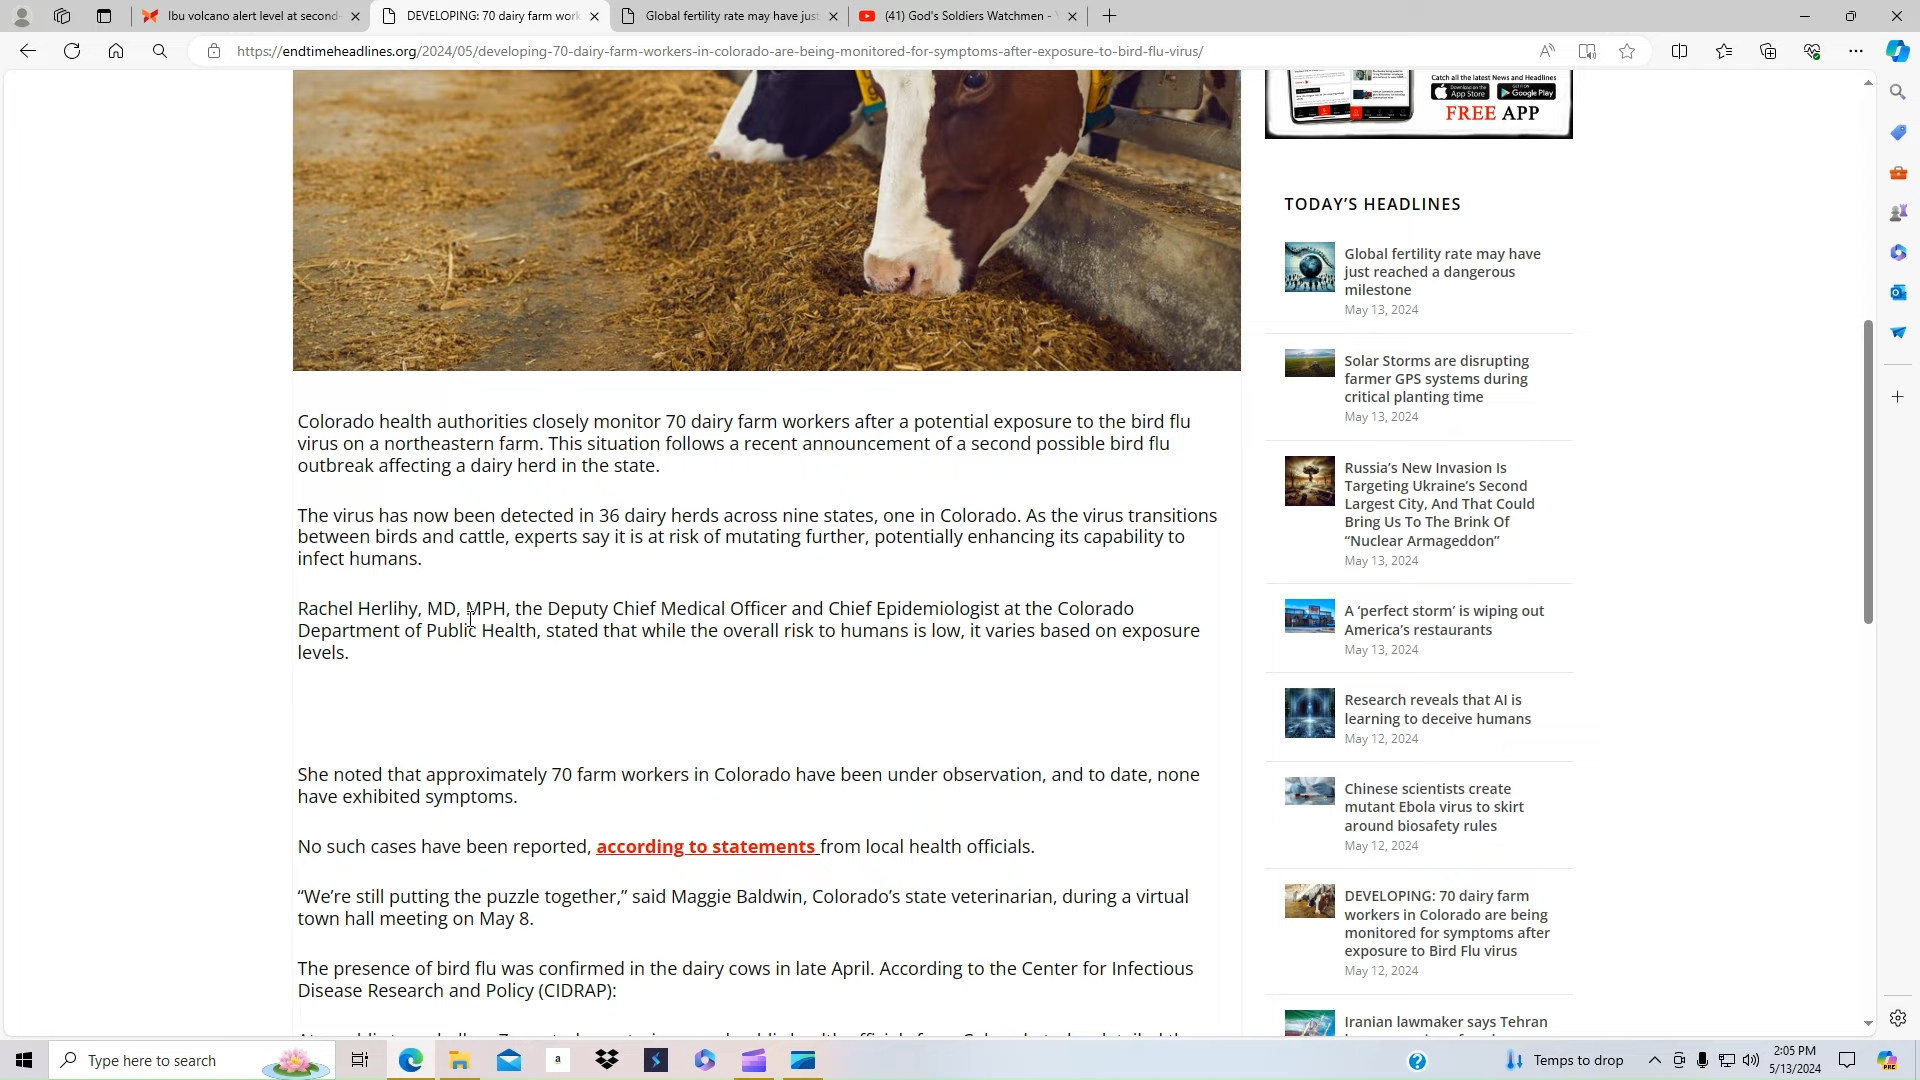 Ibu volcano alert level at second-
DEVELOPING: 70 dairy farm work
Global fertility rate may have just
(41) God's Soldiers Watchmen - Y
https://endtimeheadlines.org/2024/05/developing-70-dairy-farm-workers-in-colorado-are-being-monitored-for-symptoms-after-exposure-to-bird-flu-virus/
Catch all the latest News and Headlines
Download on the App Store
GET IT ON Google Play
FREE APP
TODAY'S HEADLINES
Global fertility rate may have
just reached a dangerous
milestone
May 13, 2024
Solar Storms are disrupting
farmer GPS systems during
critical planting time
May 13, 2024
Russia's New Invasion Is
Targeting Ukraine's Second
Largest City, And That Could
Bring Us To The Brink Of
“Nuclear Armageddon”
May 13, 2024
A ‘perfect storm’ is wiping out
America's restaurants
May 13, 2024
Research reveals that AI is
learning to deceive humans
May 12, 2024
Chinese scientists create
mutant Ebola virus to skirt
around biosafety rules
May 12, 2024
DEVELOPING: 70 dairy farm
workers in Colorado are being
monitored for symptoms after
exposure to Bird Flu virus
May 12, 2024
Iranian lawmaker says Tehran
Colorado health authorities closely monitor 70 dairy farm workers after a potential exposure to the bird flu
virus on a northeastern farm. This situation follows a recent announcement of a second possible bird flu
outbreak affecting a dairy herd in the state.
The virus has now been detected in 36 dairy herds across nine states, one in Colorado. As the virus transitions
between birds and cattle, experts say it is at risk of mutating further, potentially enhancing its capability to
infect humans.
Rachel Herlihy, MD, MPH, the Deputy Chief Medical Officer and Chief Epidemiologist at the Colorado
Department of Public Health, stated that while the overall risk to humans is low, it varies based on exposure
levels.
She noted that approximately 70 farm workers in Colorado have been under observation, and to date, none
have exhibited symptoms.
No such cases have been reported, according to statements from local health officials.
“We're still putting the puzzle together,” said Maggie Baldwin, Colorado's state veterinarian, during a virtual
town hall meeting on May 8.
The presence of bird flu was confirmed in the dairy cows in late April. According to the Center for Infectious
Disease Research and Policy (CIDRAP):
Type here to search
a
Temps to drop
2:05 PM
5/13/2024
PRE